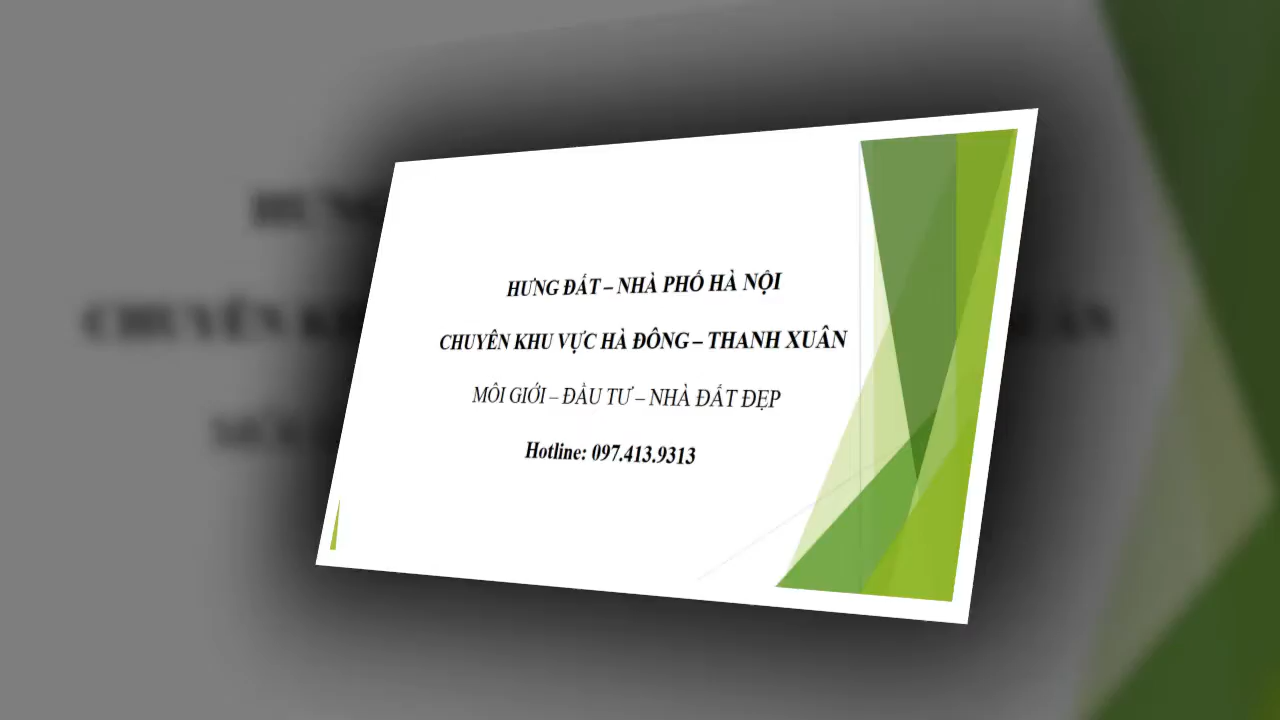 HƯNG ĐẤT – NHÀ PHỐ HÀ NỘI
CHUYÊN KHU VỰC HÀ ĐÔNG – THANH XUÂN
MÔI GIỚI – ĐẦU TƯ – NHÀ ĐẤT ĐẸP
Hotline: 097.413.9313